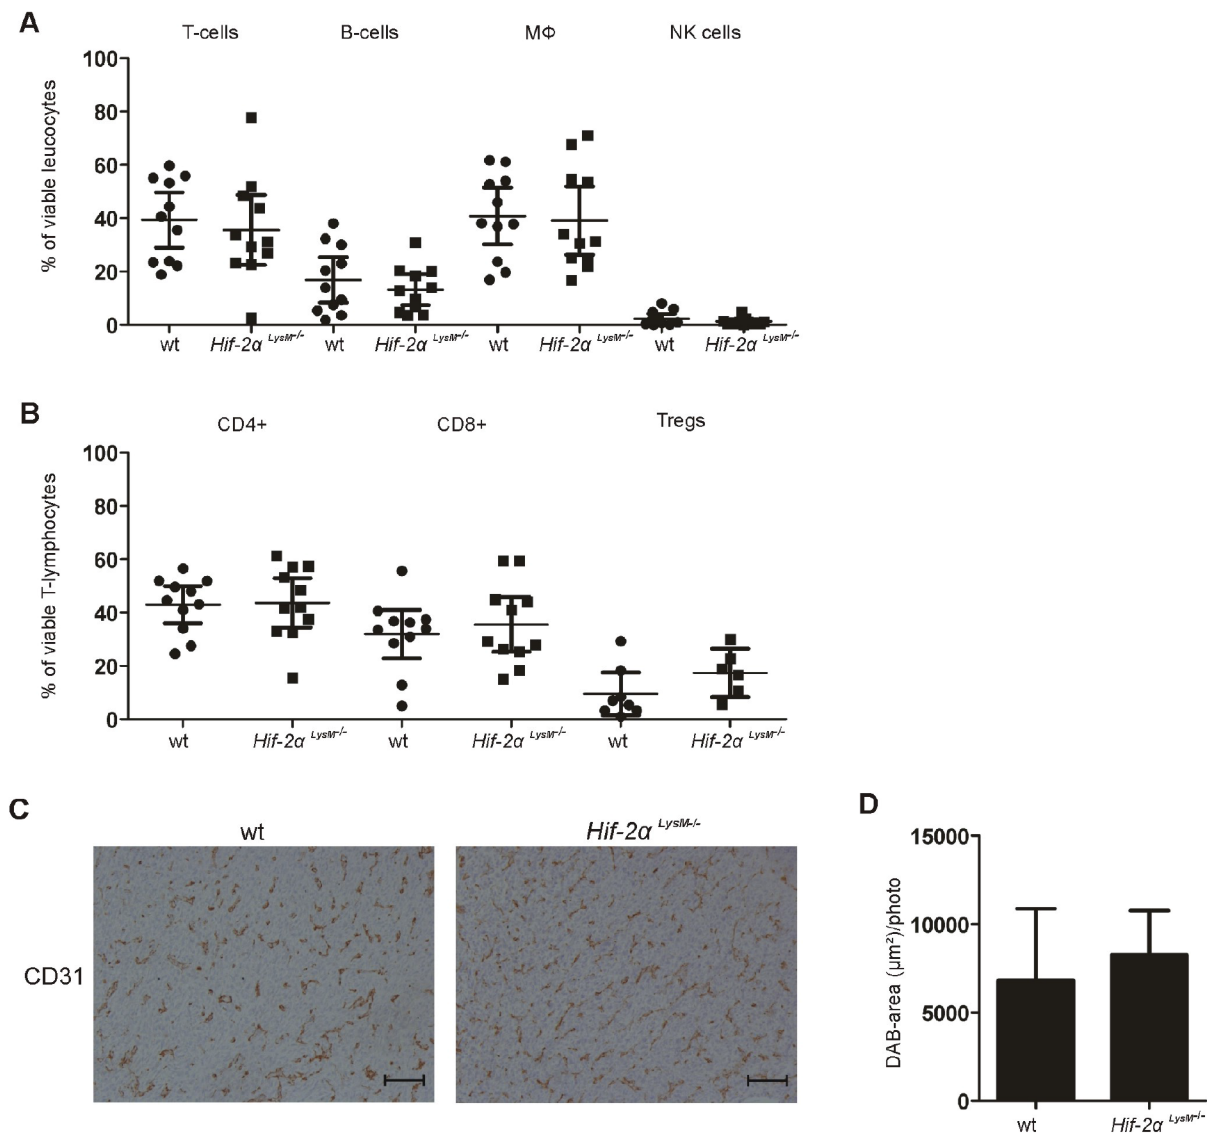 A
T-cells B-cells MΦ NK cells
% of viable leucocytes
100
80
60
40
20
0
wt Hif-2α LysM-/- wt Hif-2α LysM-/- wt Hif-2α LysM-/- wt Hif-2α LysM-/-
B
CD4+ CD8+ Tregs
% of viable T-lymphocytes
100
80
60
40
20
0
wt Hif-2α LysM-/- wt Hif-2α LysM-/- wt Hif-2α LysM-/-
C
wt Hif-2α LysM-/-
CD31
D
DAB-area (µm²)/photo
15000
10000
5000
0
wt Hif-2α LysM-/-